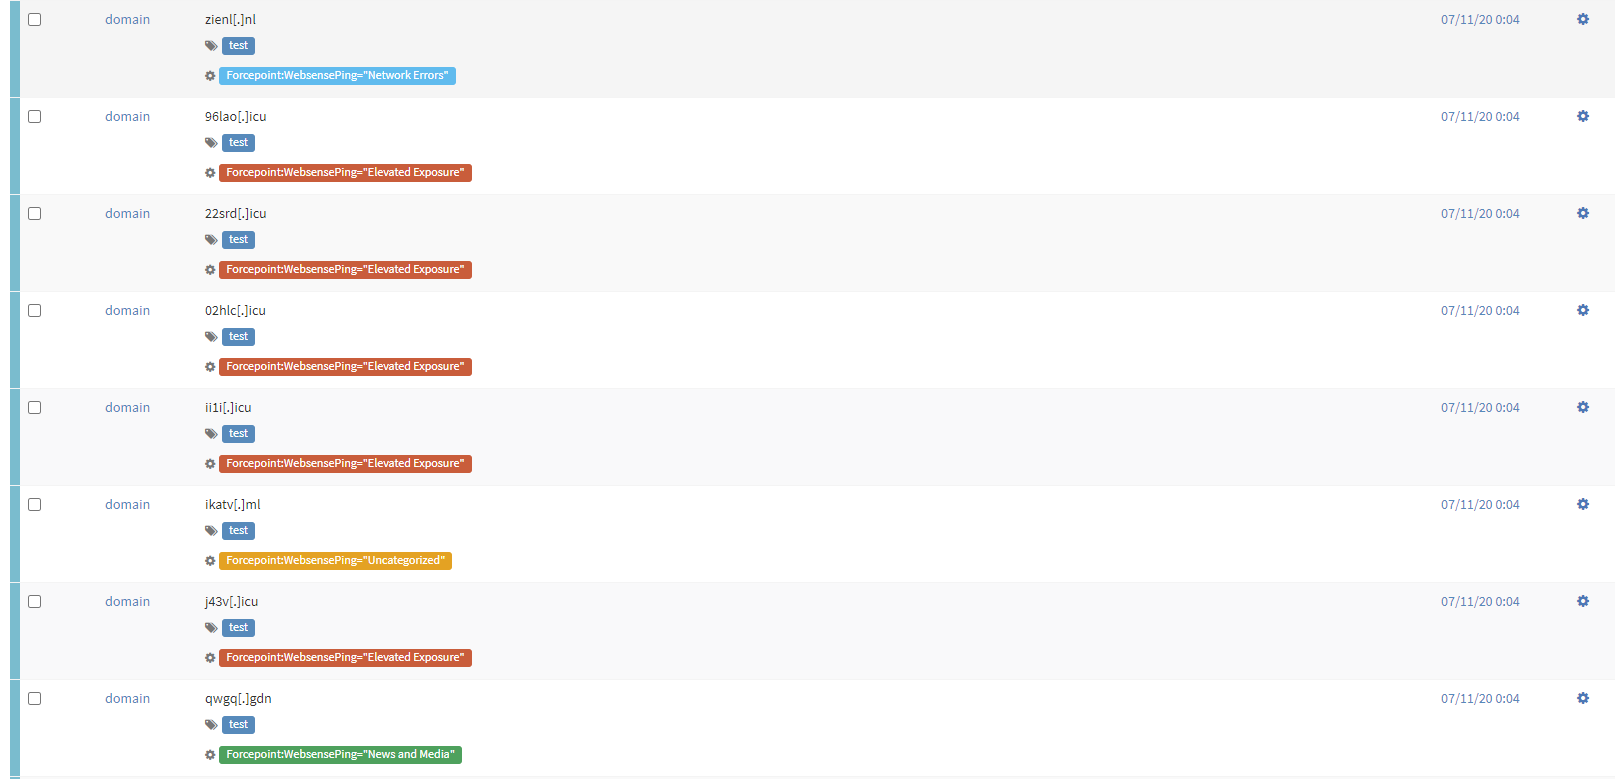 domain zienl[.]nl 07/11/20 0:04
test
Forcepoint:WebsensePing="Network Errors"
domain 96lao[.]icu 07/11/20 0:04
test
Forcepoint:WebsensePing="Elevated Exposure"
domain 22srd[.]icu 07/11/20 0:04
test
Forcepoint:WebsensePing="Elevated Exposure"
domain 02hlc[.]icu 07/11/20 0:04
test
Forcepoint:WebsensePing="Elevated Exposure"
domain ii1i[.]icu 07/11/20 0:04
test
Forcepoint:WebsensePing="Elevated Exposure"
domain ikatv[.]ml 07/11/20 0:04
test
Forcepoint:WebsensePing="Uncategorized"
domain j43v[.]icu 07/11/20 0:04
test
Forcepoint:WebsensePing="Elevated Exposure"
domain qwgq[.]gdn 07/11/20 0:04
test
Forcepoint:WebsensePing="News and Media"